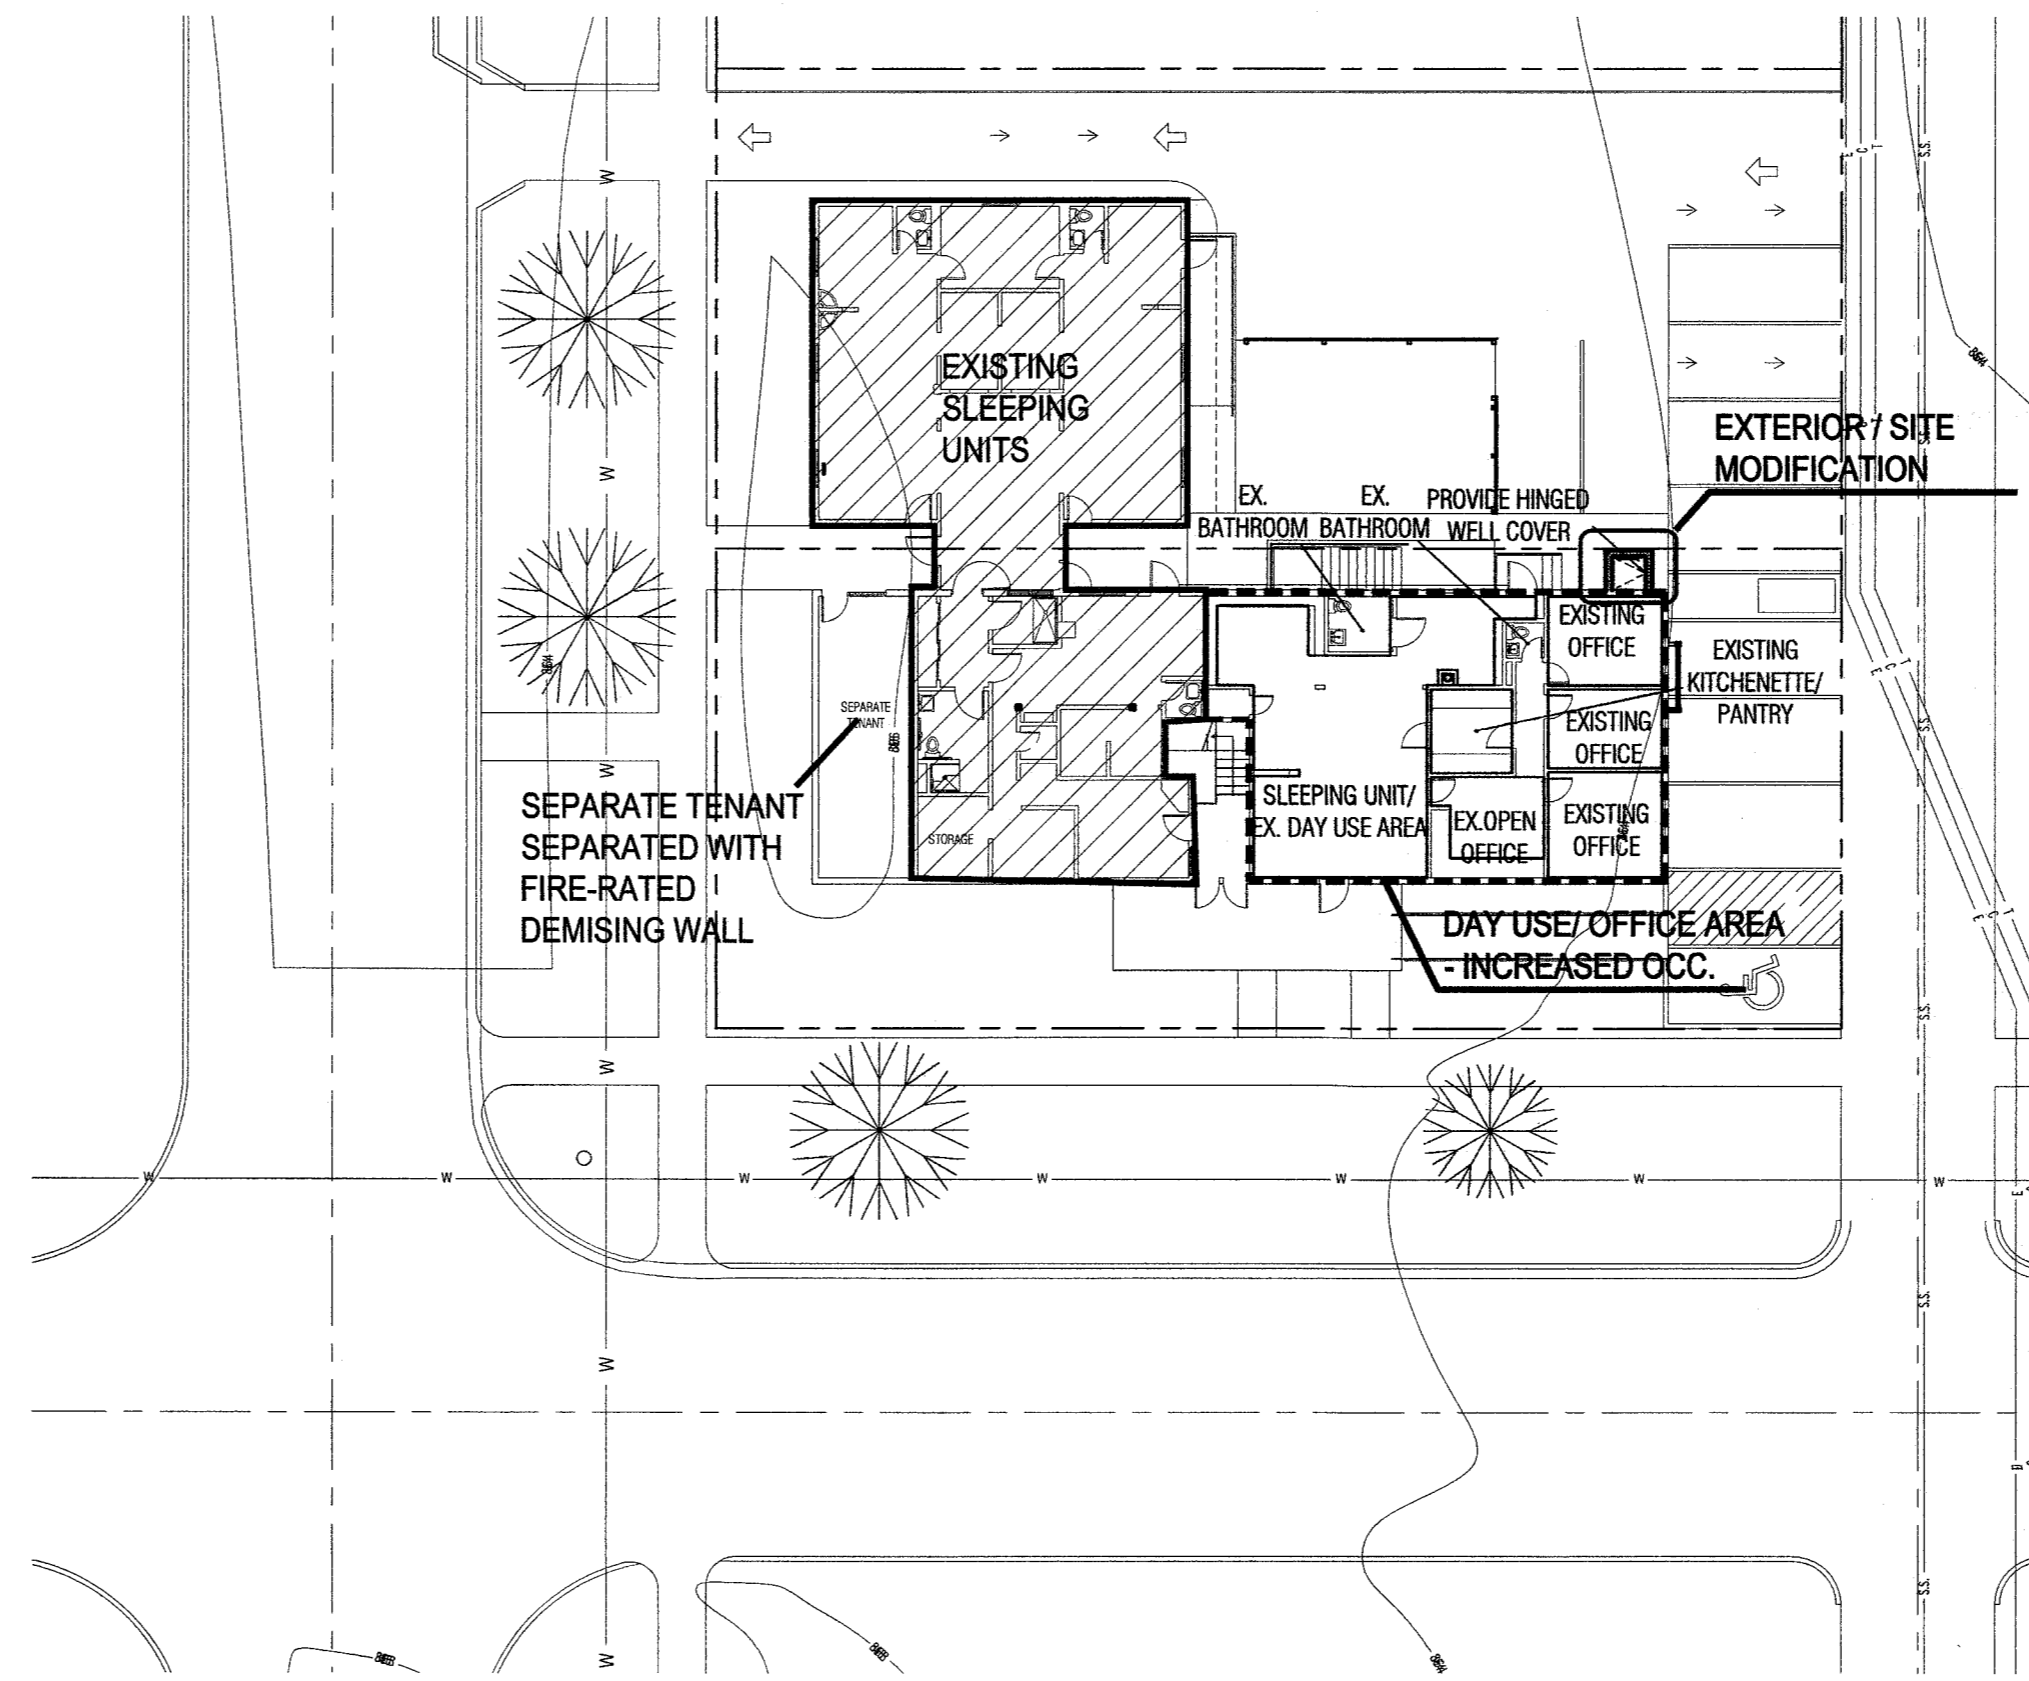 EXISTING
SLEEPING
UNITS
EXTERIOR / SITE
MODIFICATION
EX.
BATHROOM
EX.
BATHROOM
PROVIDE HINGED
WELL COVER
EXISTING
OFFICE
EXISTING
KITCHENETTE/
PANTRY
EXISTING
OFFICE
EXISTING
OFFICE
SEPARATE
TENANT
SEPARATE TENANT
SEPARATED WITH
FIRE-RATED
DEMISING WALL
STORAGE
SLEEPING UNIT/
EX. DAY USE AREA
EX.OPEN
OFFICE
DAY USE/ OFFICE AREA
- INCREASED OCC.
W
W
W
W
W
W
W
W
W
W
W
W
W
E
C
T
E
C
T
E
C
T
S.S.
S.S.
S.S.
S.S.
S.S.
E